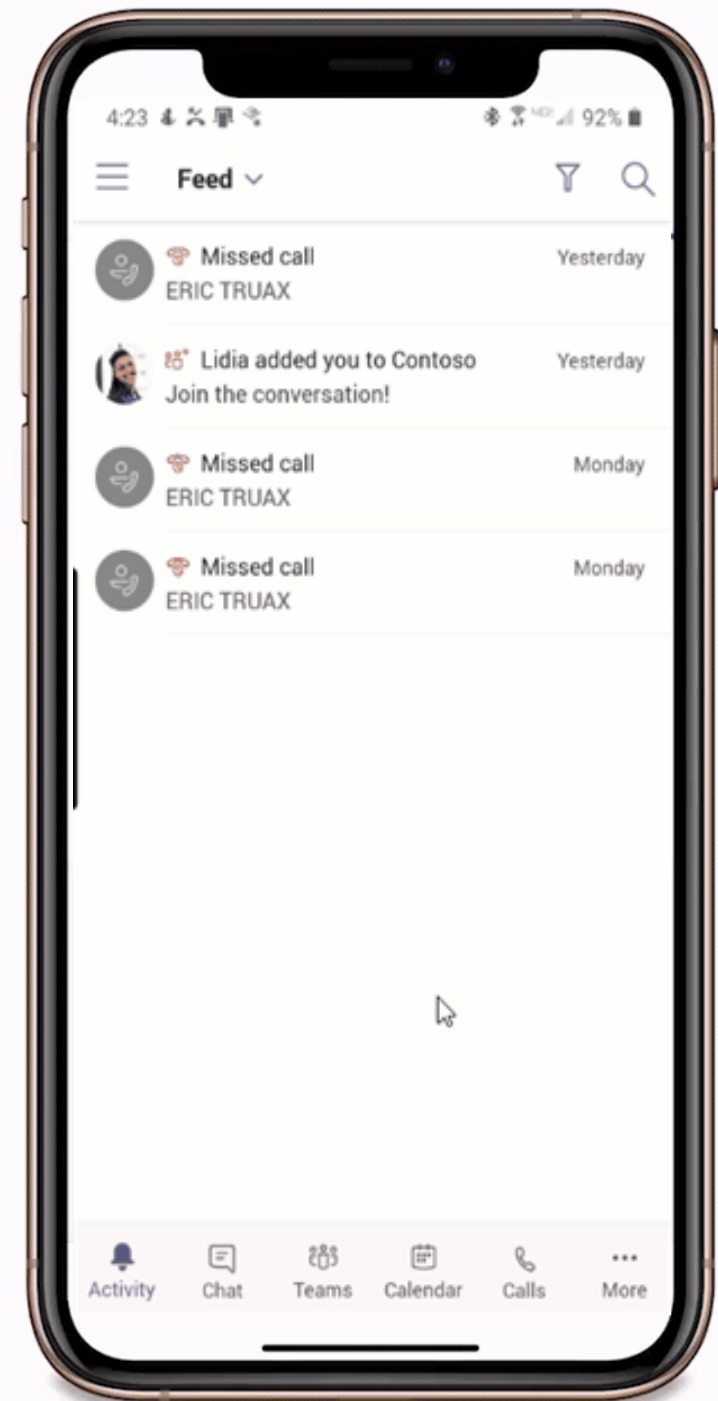 4:23 92%
Feed
Missed call Yesterday
ERIC TRUAX
Lidia added you to Contoso Yesterday
Join the conversation!
Missed call Monday
ERIC TRUAX
Missed call Monday
ERIC TRUAX
Activity Chat Teams Calendar Calls More